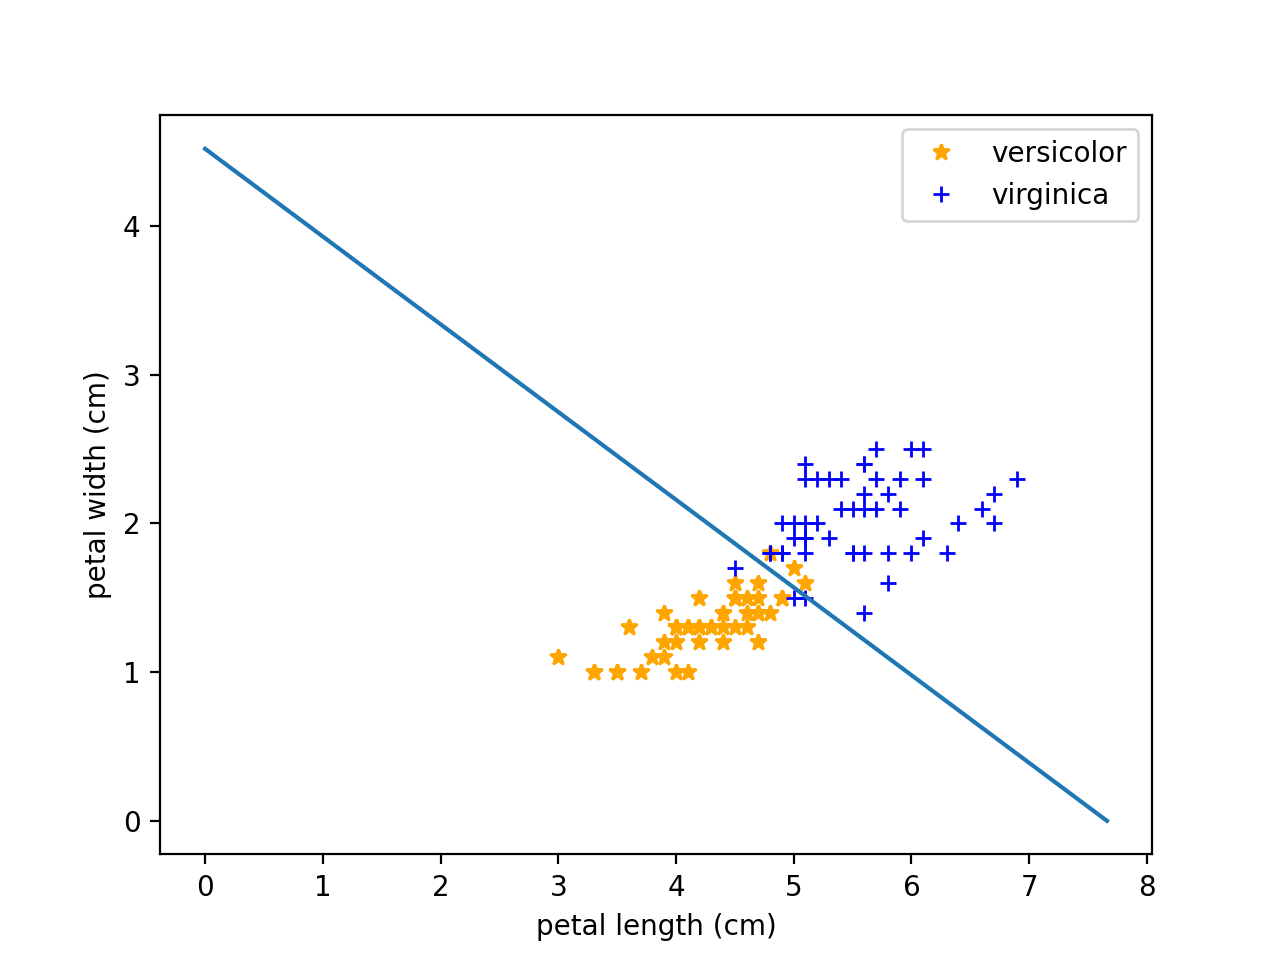 versicolor
virginica
4
3
2
1
0
petal width (cm)
0 1 2 3 4 5 6 7 8
petal length (cm)